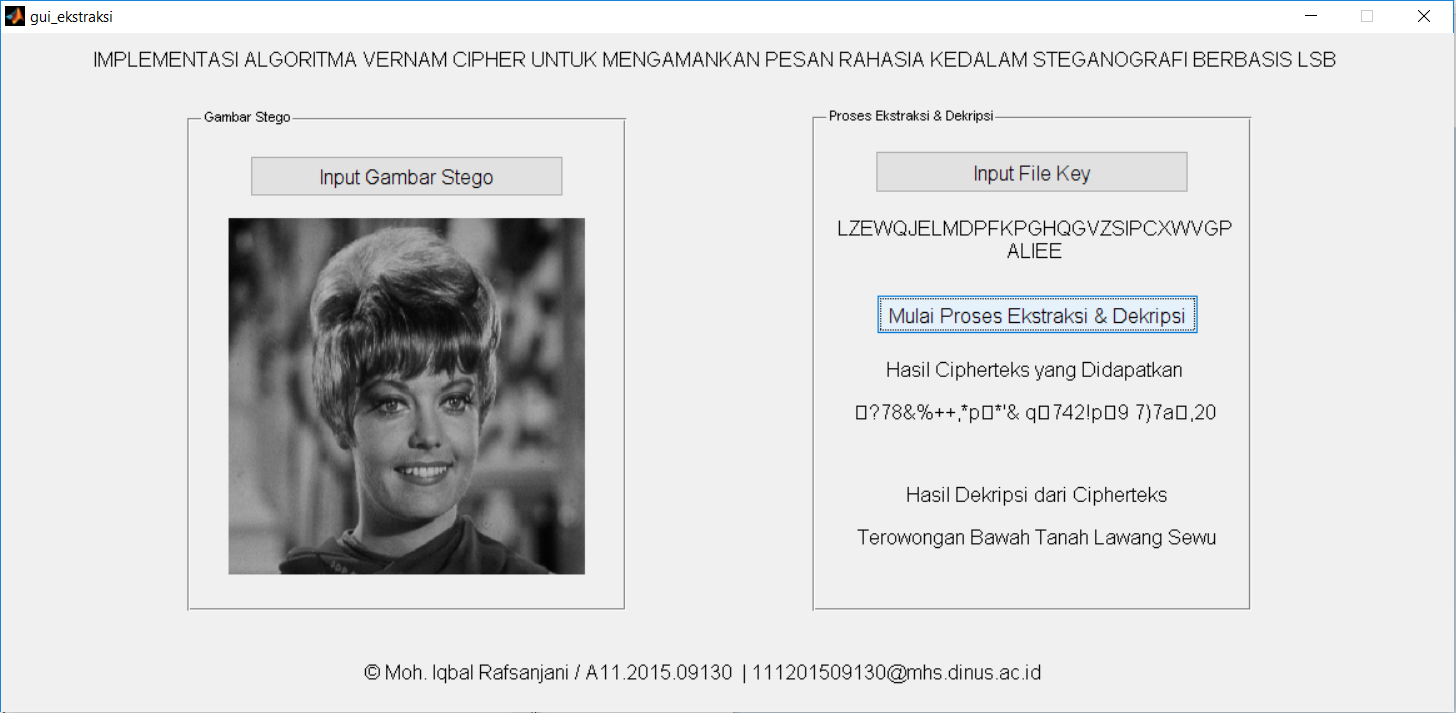 gui_ekstraksi
IMPLEMENTASI ALGORITMA VERNAM CIPHER UNTUK MENGAMANKAN PESAN RAHASIA KEDALAM STEGANOGRAFI BERBASIS LSB
Gambar Stego
Input Gambar Stego
Proses Ekstraksi & Dekripsi
Input File Key
LZEWQJELMDPFKPGHQGVZSIPCXWVGP
ALIEE
Mulai Proses Ekstraksi & Dekripsi
Hasil Cipherteks yang Didapatkan
▯?78&%++,*p▯*'& q▯742!p▯9 7)7a▯,20
Hasil Dekripsi dari Cipherteks
Terowongan Bawah Tanah Lawang Sewu
© Moh. Iqbal Rafsanjani / A11.2015.09130 | 111201509130@mhs.dinus.ac.id